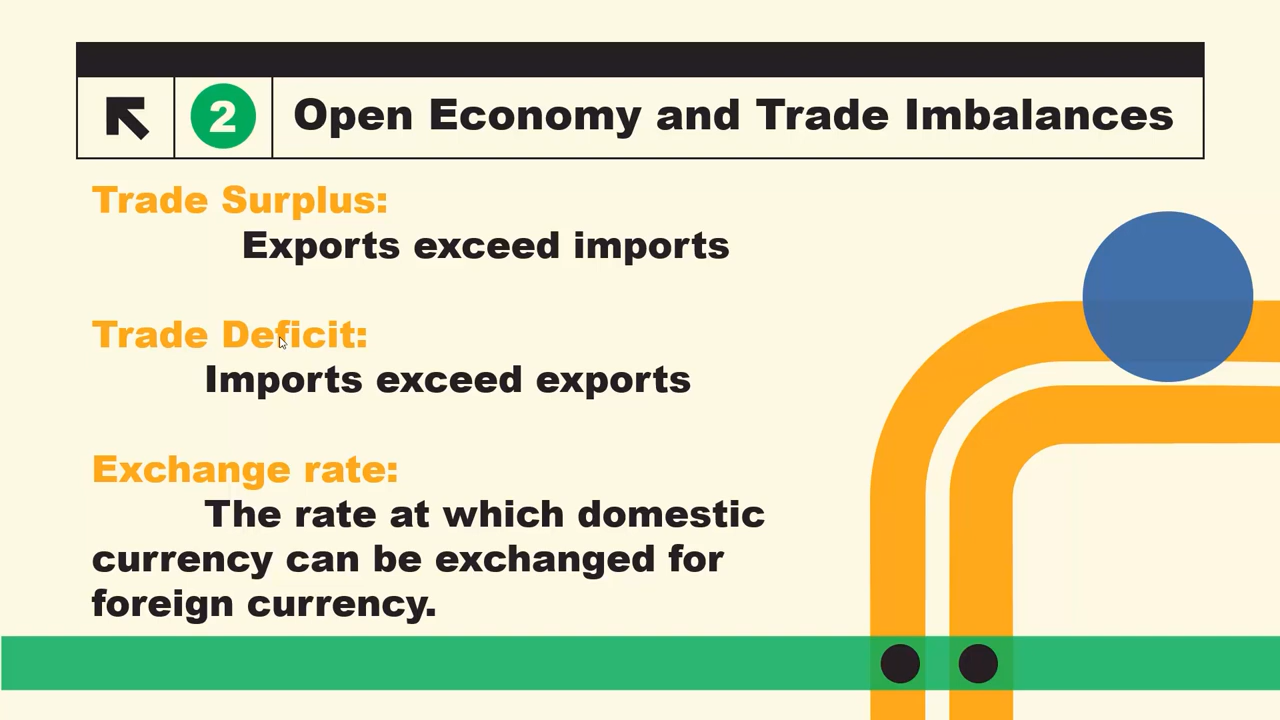 2
Open Economy and Trade Imbalances
Trade Surplus:
Exports exceed imports
Trade Deficit:
Imports exceed exports
Exchange rate:
The rate at which domestic
currency can be exchanged for
foreign currency.